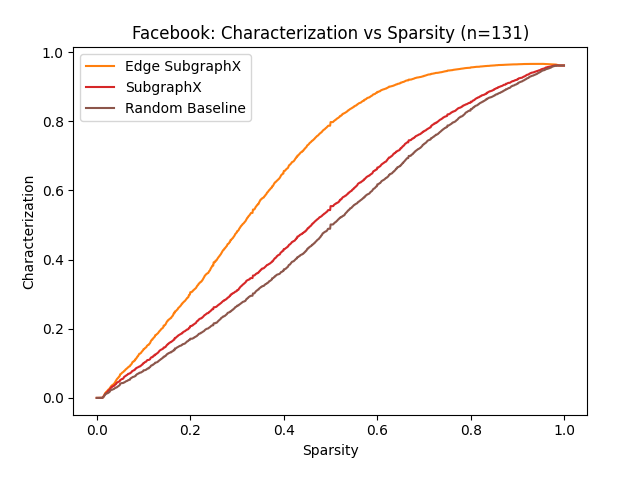 Facebook: Characterization vs Sparsity (n=131)
1.0
0.8
0.6
0.4
0.2
0.0
Characterization
Edge SubgraphX
SubgraphX
Random Baseline
0.0 0.2 0.4 0.6 0.8 1.0
Sparsity